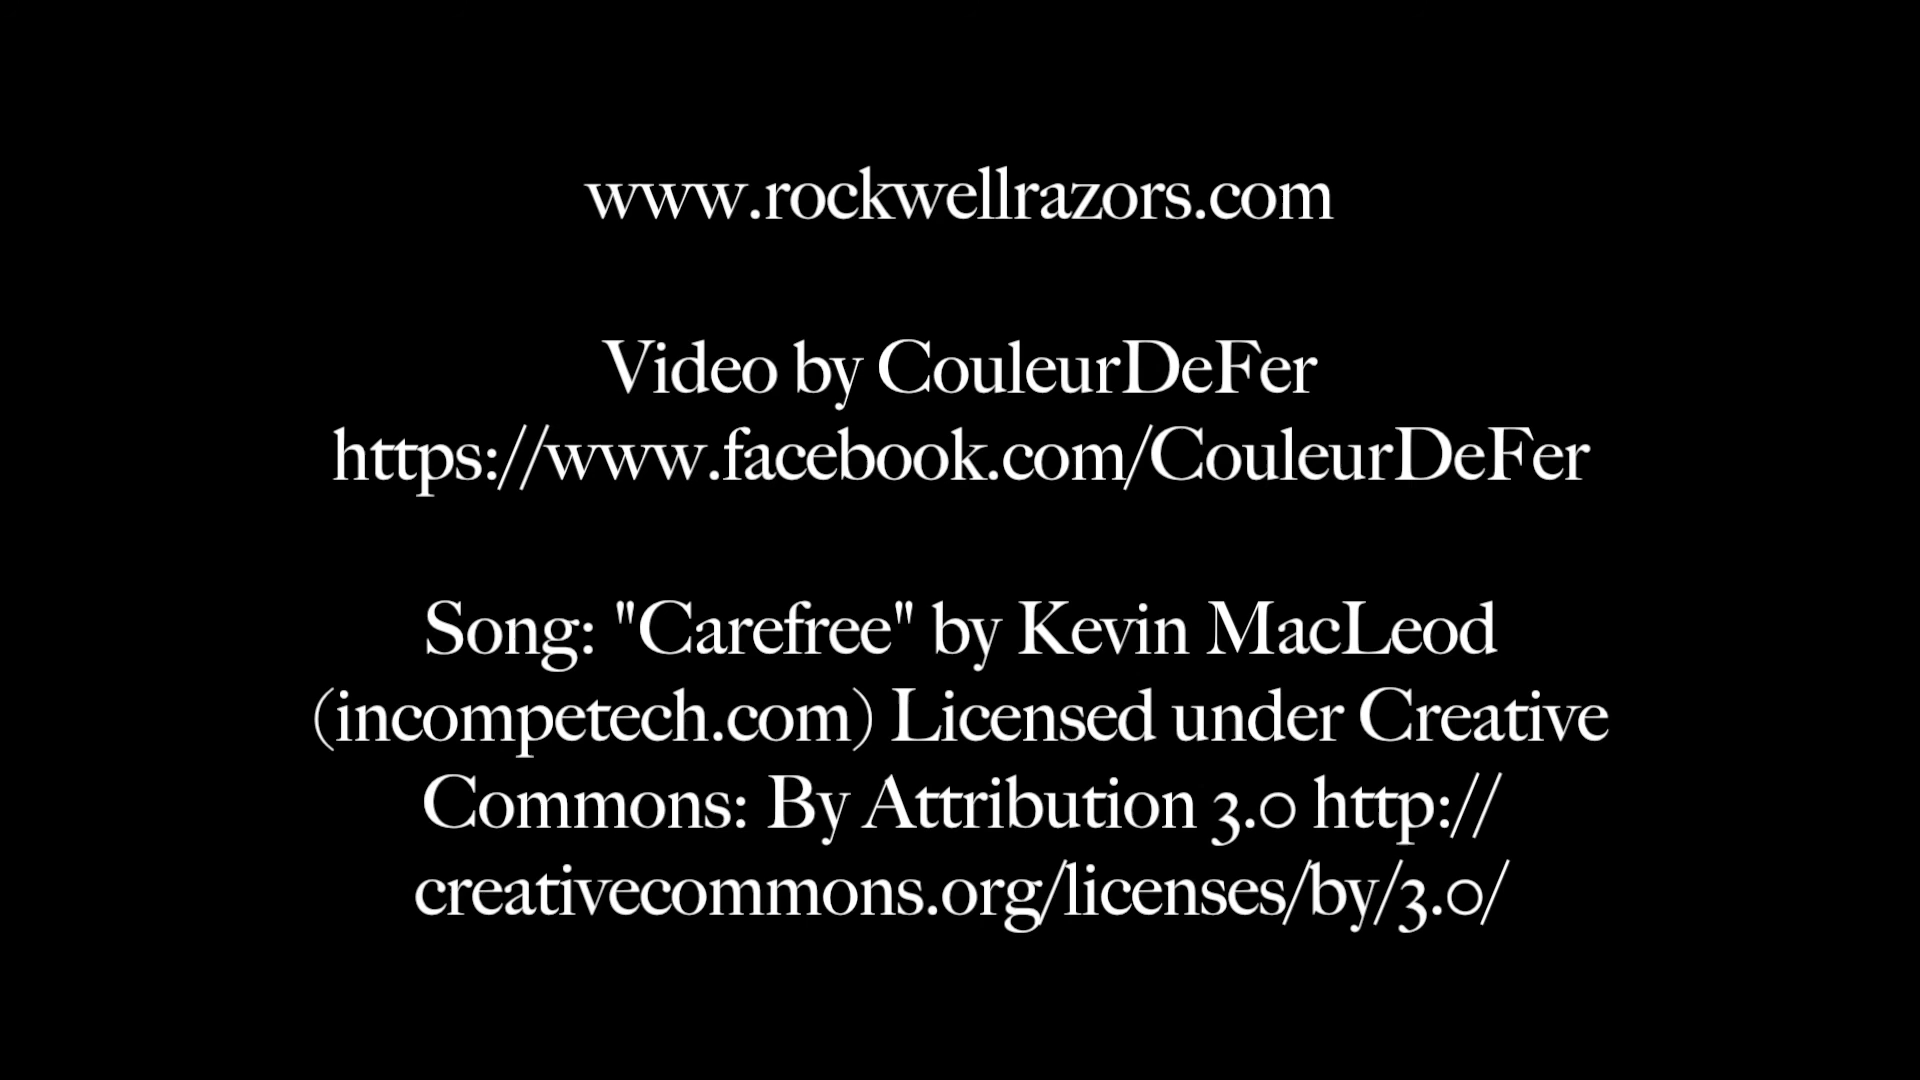 www.rockwellrazors.com
Video by CouleurDeFer
https://www.facebook.com/CouleurDeFer
Song: "Carefree" by Kevin MacLeod
(incompetech.com) Licensed under Creative
Commons: By Attribution 3.0 http://
creativecommons.org/licenses/by/3.0/